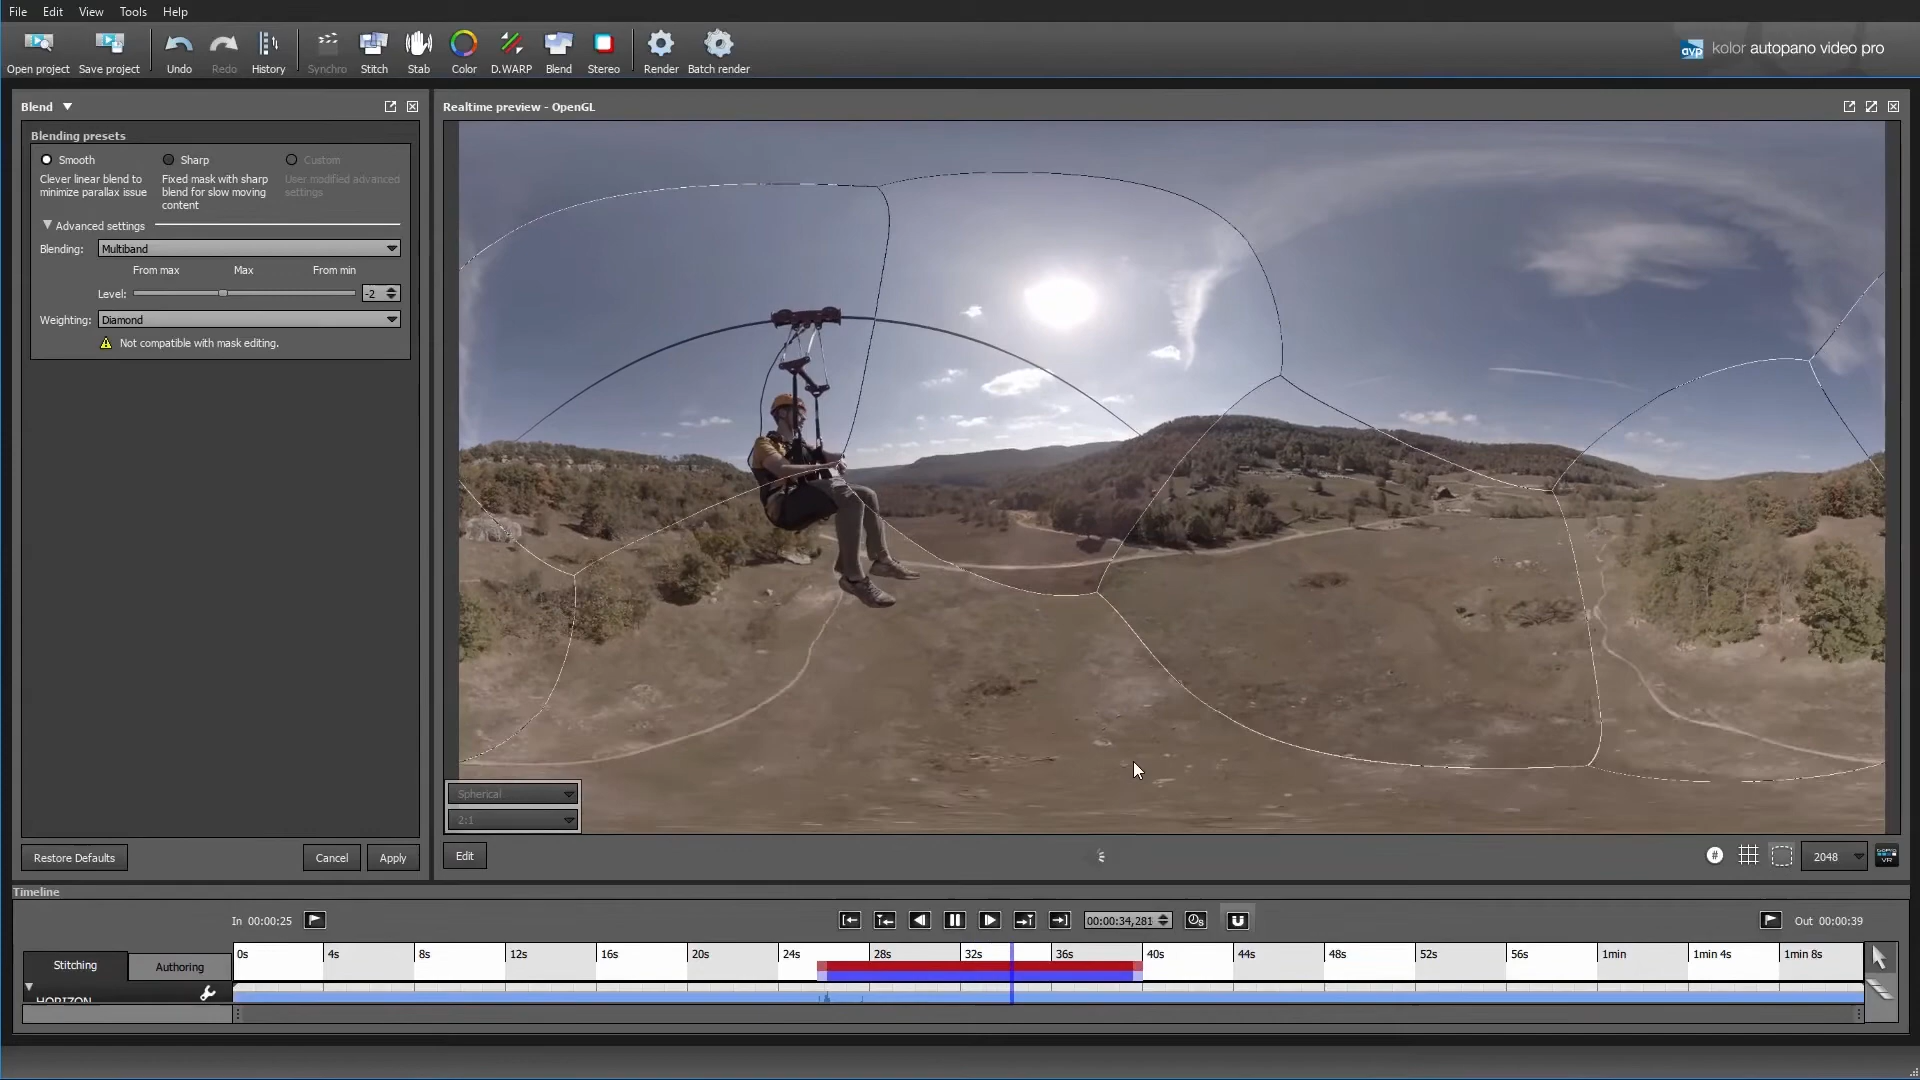 File Edit View Tools Help
Open project Save project Undo Redo History Synchro Stitch Stab Color D.WARP Blend Stereo Render Batch render
avp kolor autopano video pro
Blend
Realtime preview - OpenGL
Blending presets
Smooth Sharp Custom
Clever linear blend to minimize parallax issue
Fixed mask with sharp blend for slow moving content
User modified advanced settings
Advanced settings
Blending: Multiband
From max Max From min
Level: -2
Weighting: Diamond
Not compatible with mask editing.
Spherical
2:1
Restore Defaults Cancel Apply
Edit
# 2048 GoPro VR
Timeline
In 00:00:25
00:00:34,281
Out 00:00:39
Stitching Authoring
0s 4s 8s 12s 16s 20s 24s 28s 32s 36s 40s 44s 48s 52s 56s 1min 1min 4s 1min 8s
HORIZON